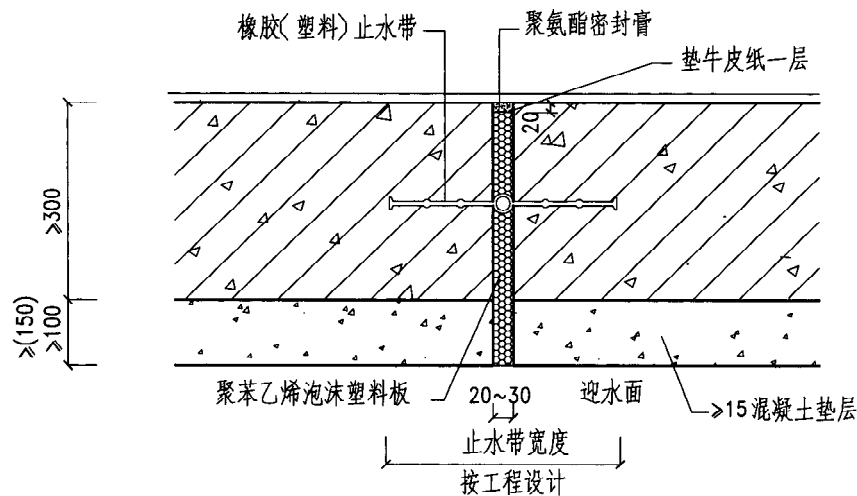 橡胶(塑料)止水带
聚氨酯密封膏
垫牛皮纸一层
20
≥300
≥(150)
≥100
聚苯乙烯泡沫塑料板
20~30
迎水面
≥15混凝土垫层
止水带宽度
按工程设计